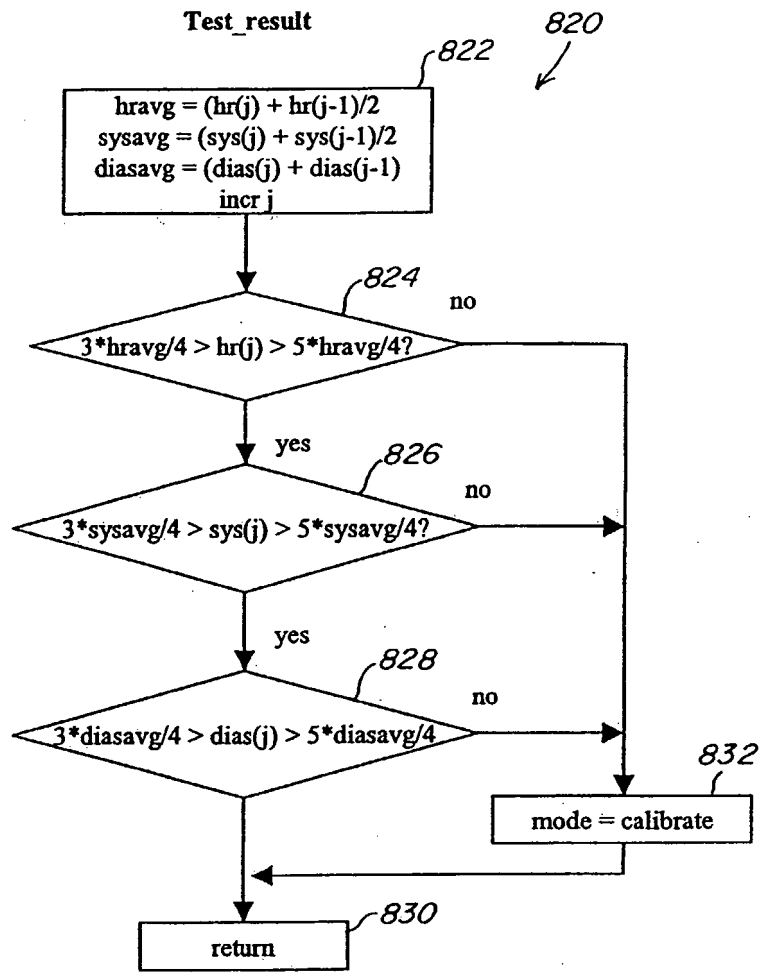 Test_result
820
822
hravg = (hr(j) + hr(j-1)/2
sysavg = (sys(j) + sys(j-1)/2
diasavg = (dias(j) + dias(j-1)
incr j
824
no
3*hravg/4 > hr(j) > 5*hravg/4?
yes
826
no
3*sysavg/4 > sys(j) > 5*sysavg/4?
yes
828
no
3*diasavg/4 > dias(j) > 5*diasavg/4
832
mode = calibrate
830
return